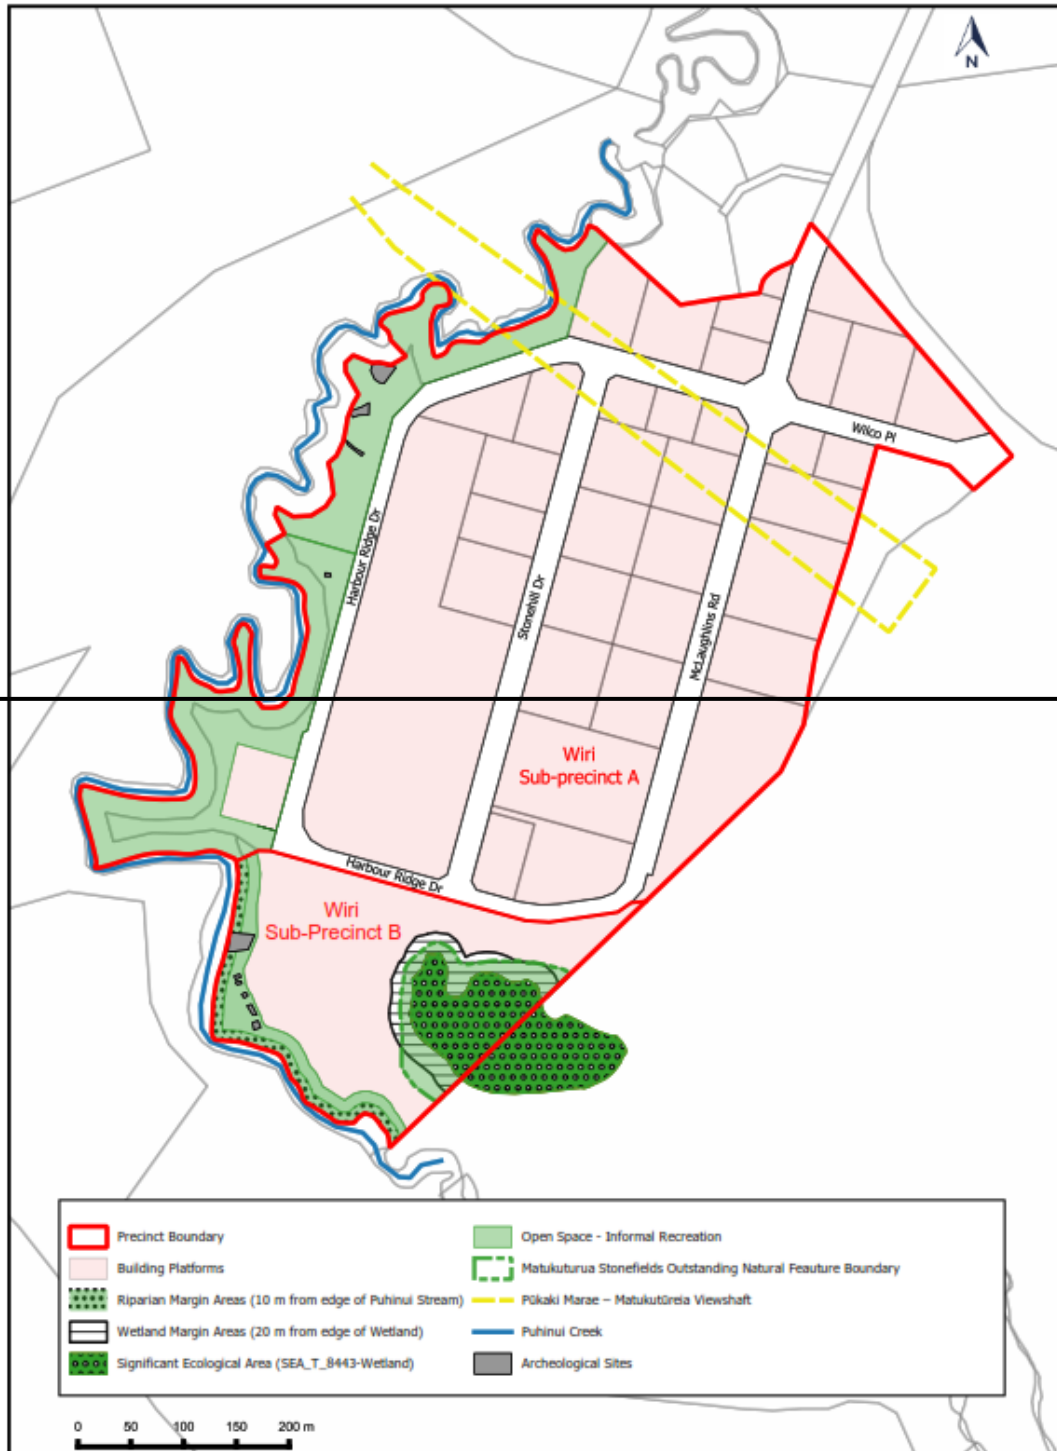 N
Wilco Pl
Harbour Ridge Dr
Stonehill Dr
McLaughlins Rd
Wiri
Sub-precinct A
Harbour Ridge Dr
Wiri
Sub-Precinct B
Precinct Boundary
Building Platforms
Riparian Margin Areas (10 m from edge of Puhinui Stream)
Wetland Margin Areas (20 m from edge of Wetland)
Significant Ecological Area (SEA_T_8443-Wetland)
Open Space - Informal Recreation
Matukuturua Stonefields Outstanding Natural Feauture Boundary
Pūkaki Marae – Matukutūreia Viewshaft
Puhinui Creek
Archeological Sites
0 50 100 150 200 m